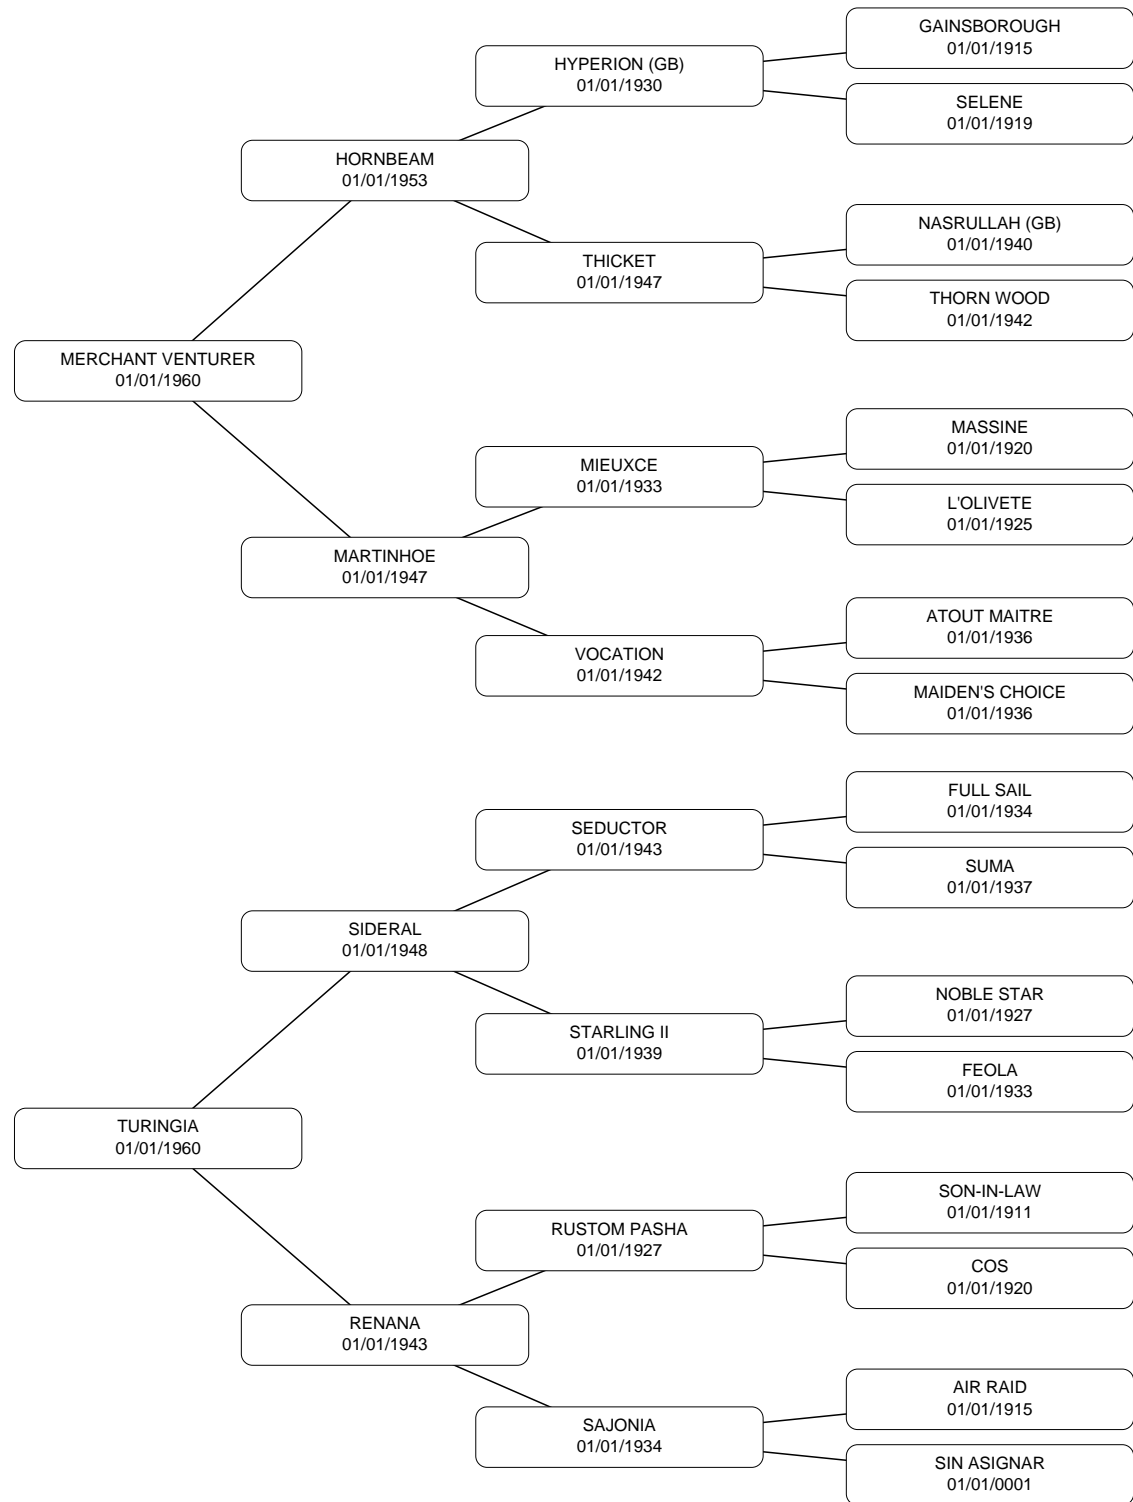 GAINSBOROUGH
01/01/1915
HYPERION (GB)
01/01/1930
SELENE
01/01/1919
HORNBEAM
01/01/1953
NASRULLAH (GB)
01/01/1940
THICKET
01/01/1947
THORN WOOD
01/01/1942
MERCHANT VENTURER
01/01/1960
MASSINE
01/01/1920
MIEUXCE
01/01/1933
L'OLIVETE
01/01/1925
MARTINHOE
01/01/1947
ATOUT MAITRE
01/01/1936
VOCATION
01/01/1942
MAIDEN'S CHOICE
01/01/1936
FULL SAIL
01/01/1934
SEDUCTOR
01/01/1943
SUMA
01/01/1937
SIDERAL
01/01/1948
NOBLE STAR
01/01/1927
STARLING II
01/01/1939
FEOLA
01/01/1933
TURINGIA
01/01/1960
SON-IN-LAW
01/01/1911
RUSTOM PASHA
01/01/1927
COS
01/01/1920
RENANA
01/01/1943
AIR RAID
01/01/1915
SAJONIA
01/01/1934
SIN ASIGNAR
01/01/0001